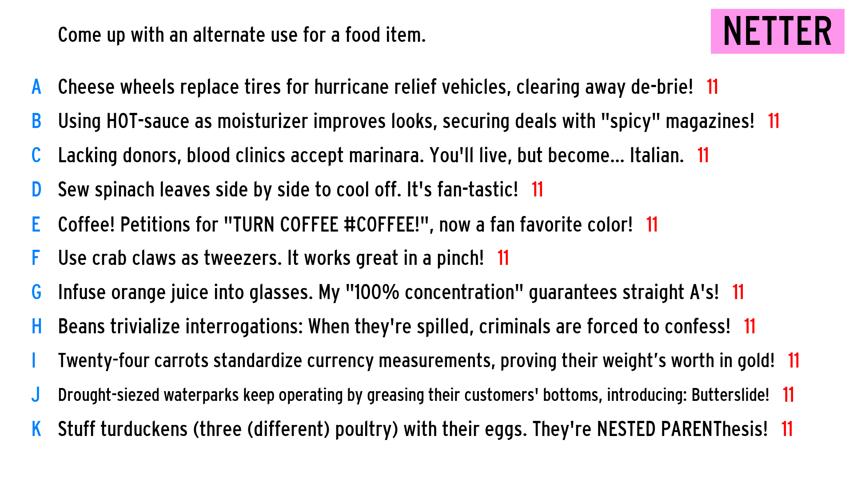 Come up with an alternate use for a food item.
NETTER
A Cheese wheels replace tires for hurricane relief vehicles, clearing away de-brie! 11
B Using HOT-sauce as moisturizer improves looks, securing deals with "spicy" magazines! 11
C Lacking donors, blood clinics accept marinara. You'll live, but become... Italian. 11
D Sew spinach leaves side by side to cool off. It's fan-tastic! 11
E Coffee! Petitions for "TURN COFFEE #COFFEE!", now a fan favorite color! 11
F Use crab claws as tweezers. It works great in a pinch! 11
G Infuse orange juice into glasses. My "100% concentration" guarantees straight A's! 11
H Beans trivialize interrogations: When they're spilled, criminals are forced to confess! 11
I Twenty-four carrots standardize currency measurements, proving their weight’s worth in gold! 11
J Drought-siezed waterparks keep operating by greasing their customers' bottoms, introducing: Butterslide! 11
K Stuff turduckens (three (different) poultry) with their eggs. They're NESTED PARENThesis! 11